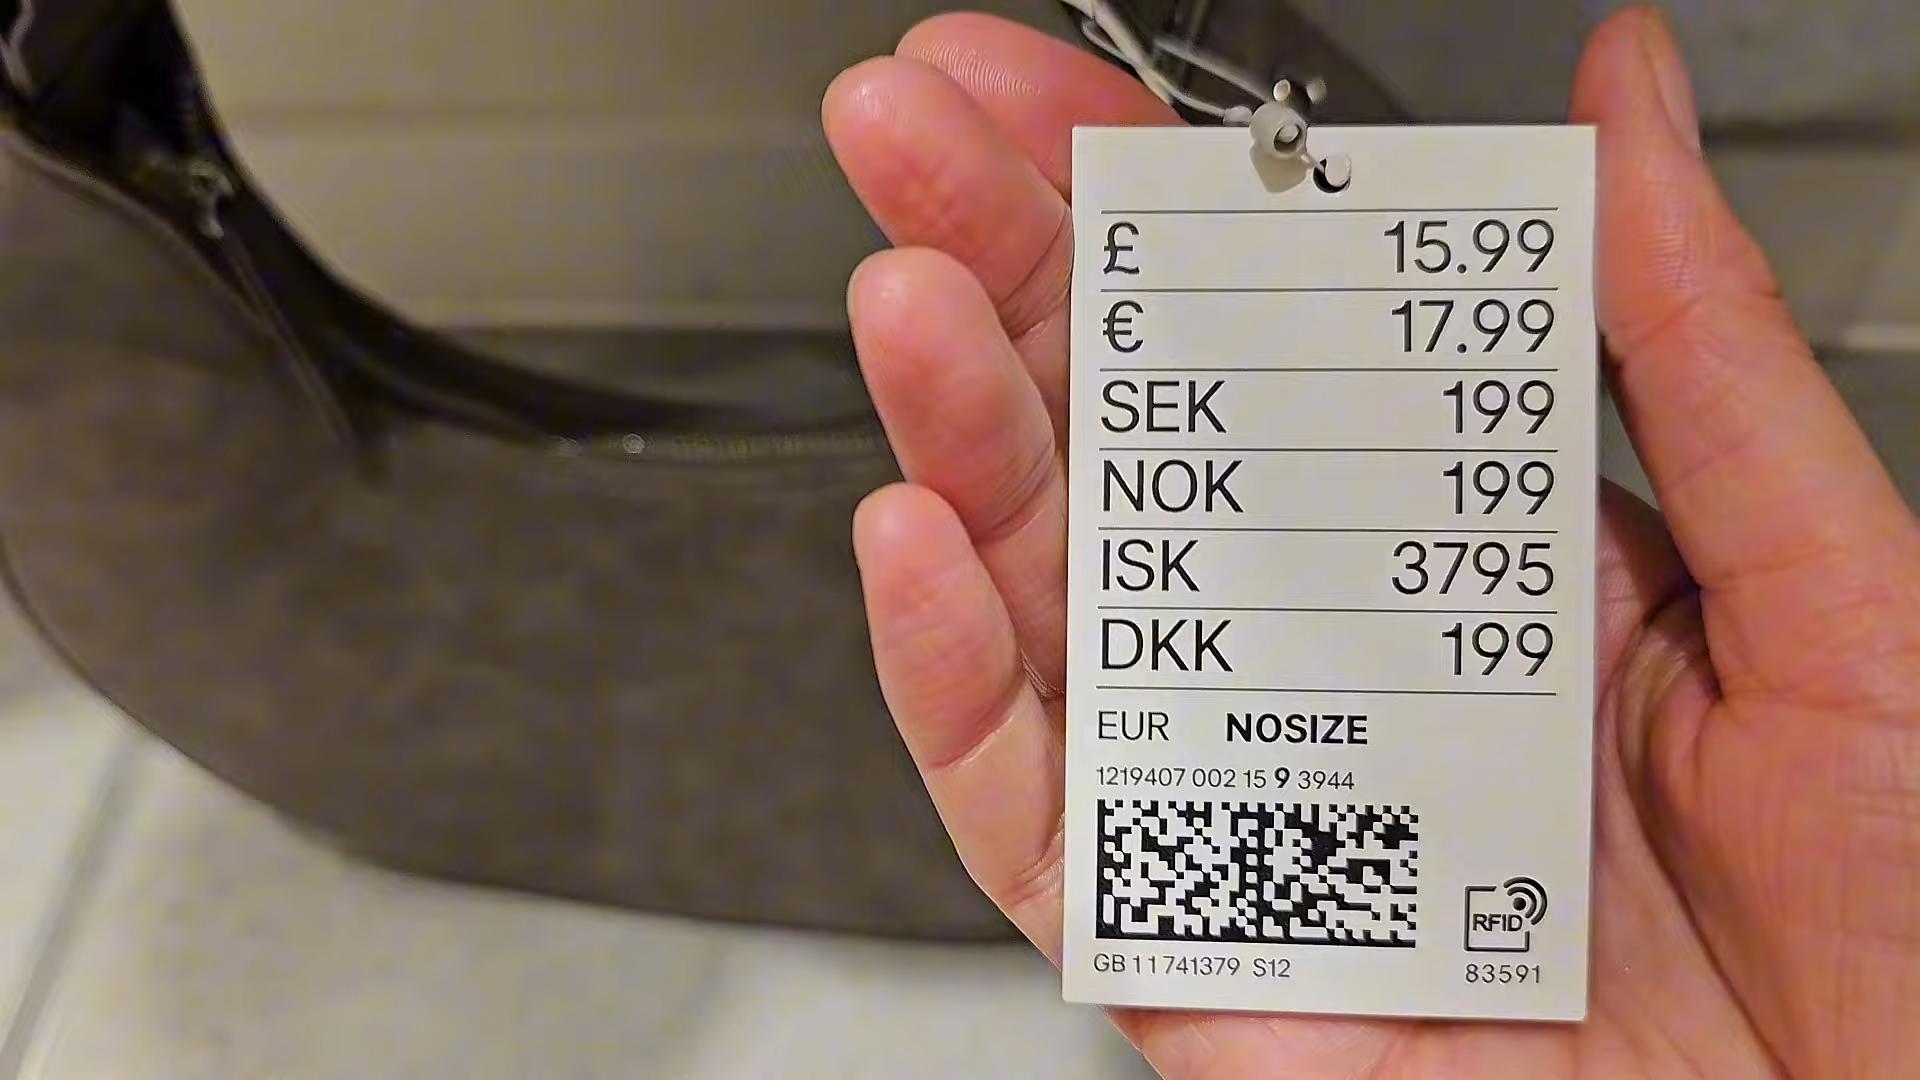 £ 15.99
€ 17.99
SEK 199
NOK 199
ISK 3795
DKK 199
EUR NOSIZE
1219407 002 15 9 3944
RFID
GB 11741379 S12
83591